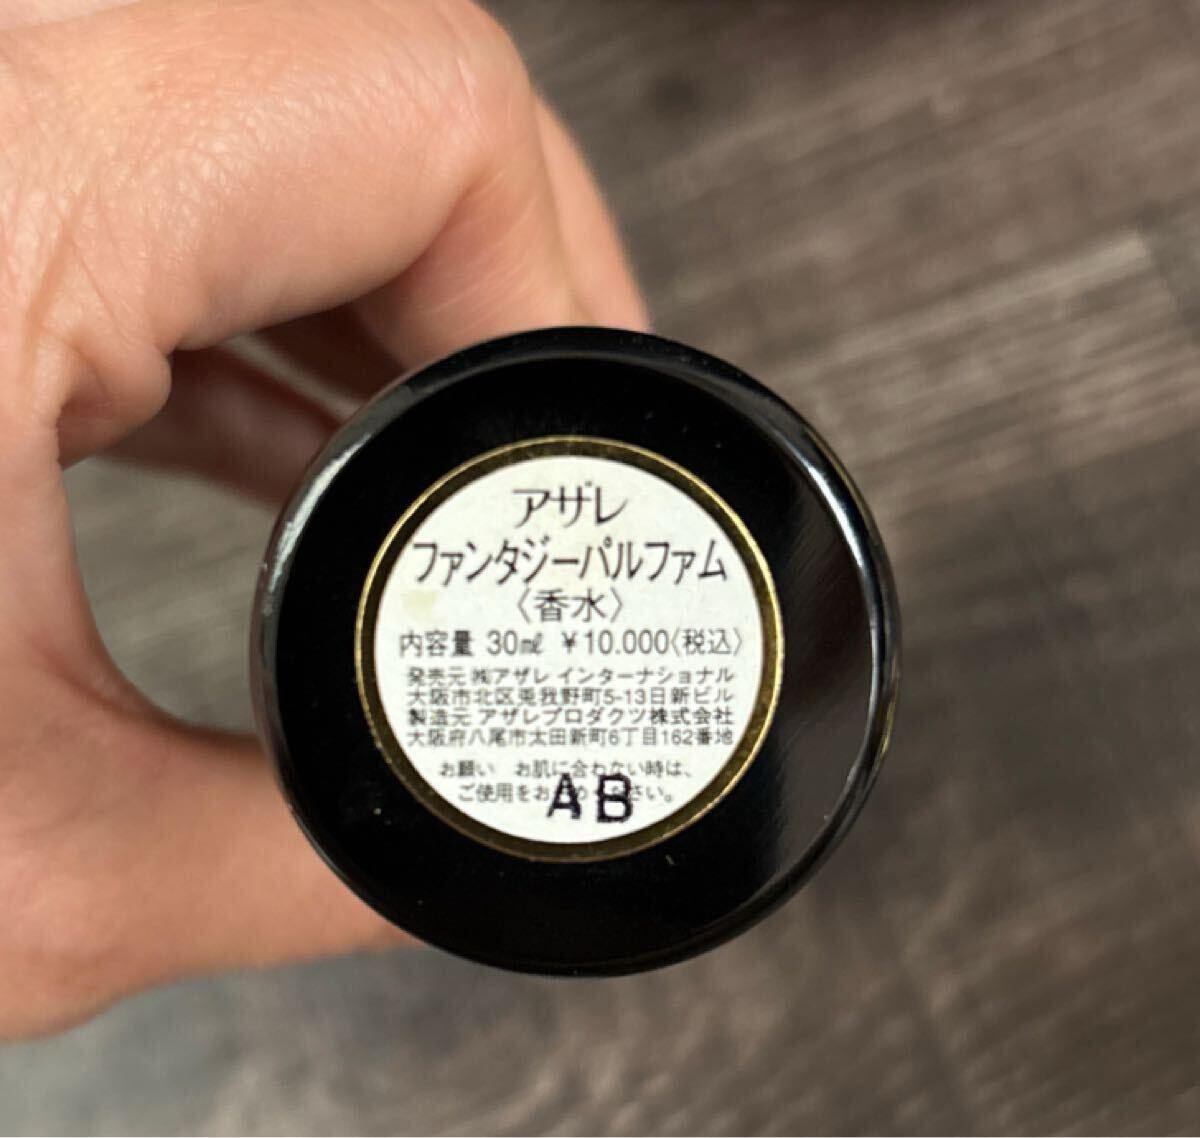 アザレ
ファンタジーパルファム
〈香水〉
内容量 30㎖ ￥10.000〈税込〉
発売元 ㈱アザレ インターナショナル
大阪市北区兎我野町5-13日新ビル
製造元 アザレプロダクツ株式会社
大阪府八尾市太田新町6丁目162番地
お願い お肌に合わない時は、
ご使用をお めください。
AB